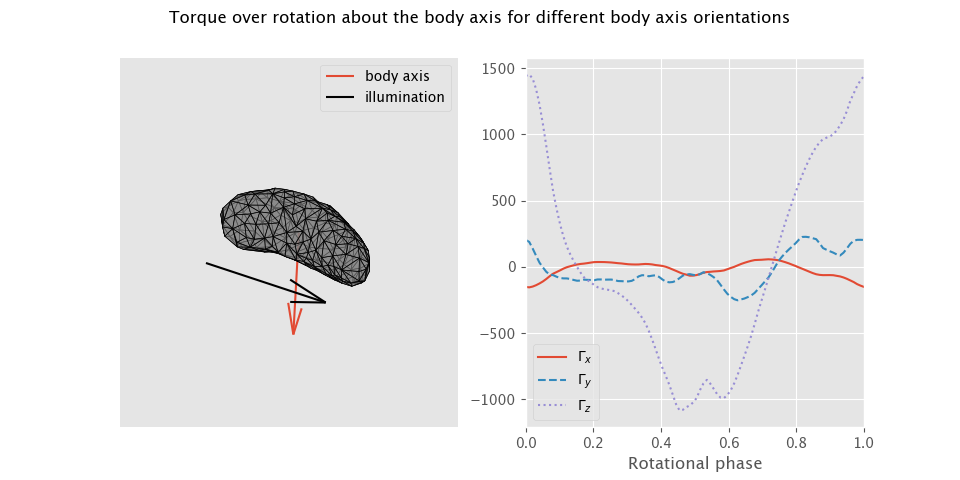 Torque over rotation about the body axis for different body axis orientations
body axis
illumination
1500
1000
500
0
−500
−1000
Γx
Γy
Γz
0.0 0.2 0.4 0.6 0.8 1.0
Rotational phase